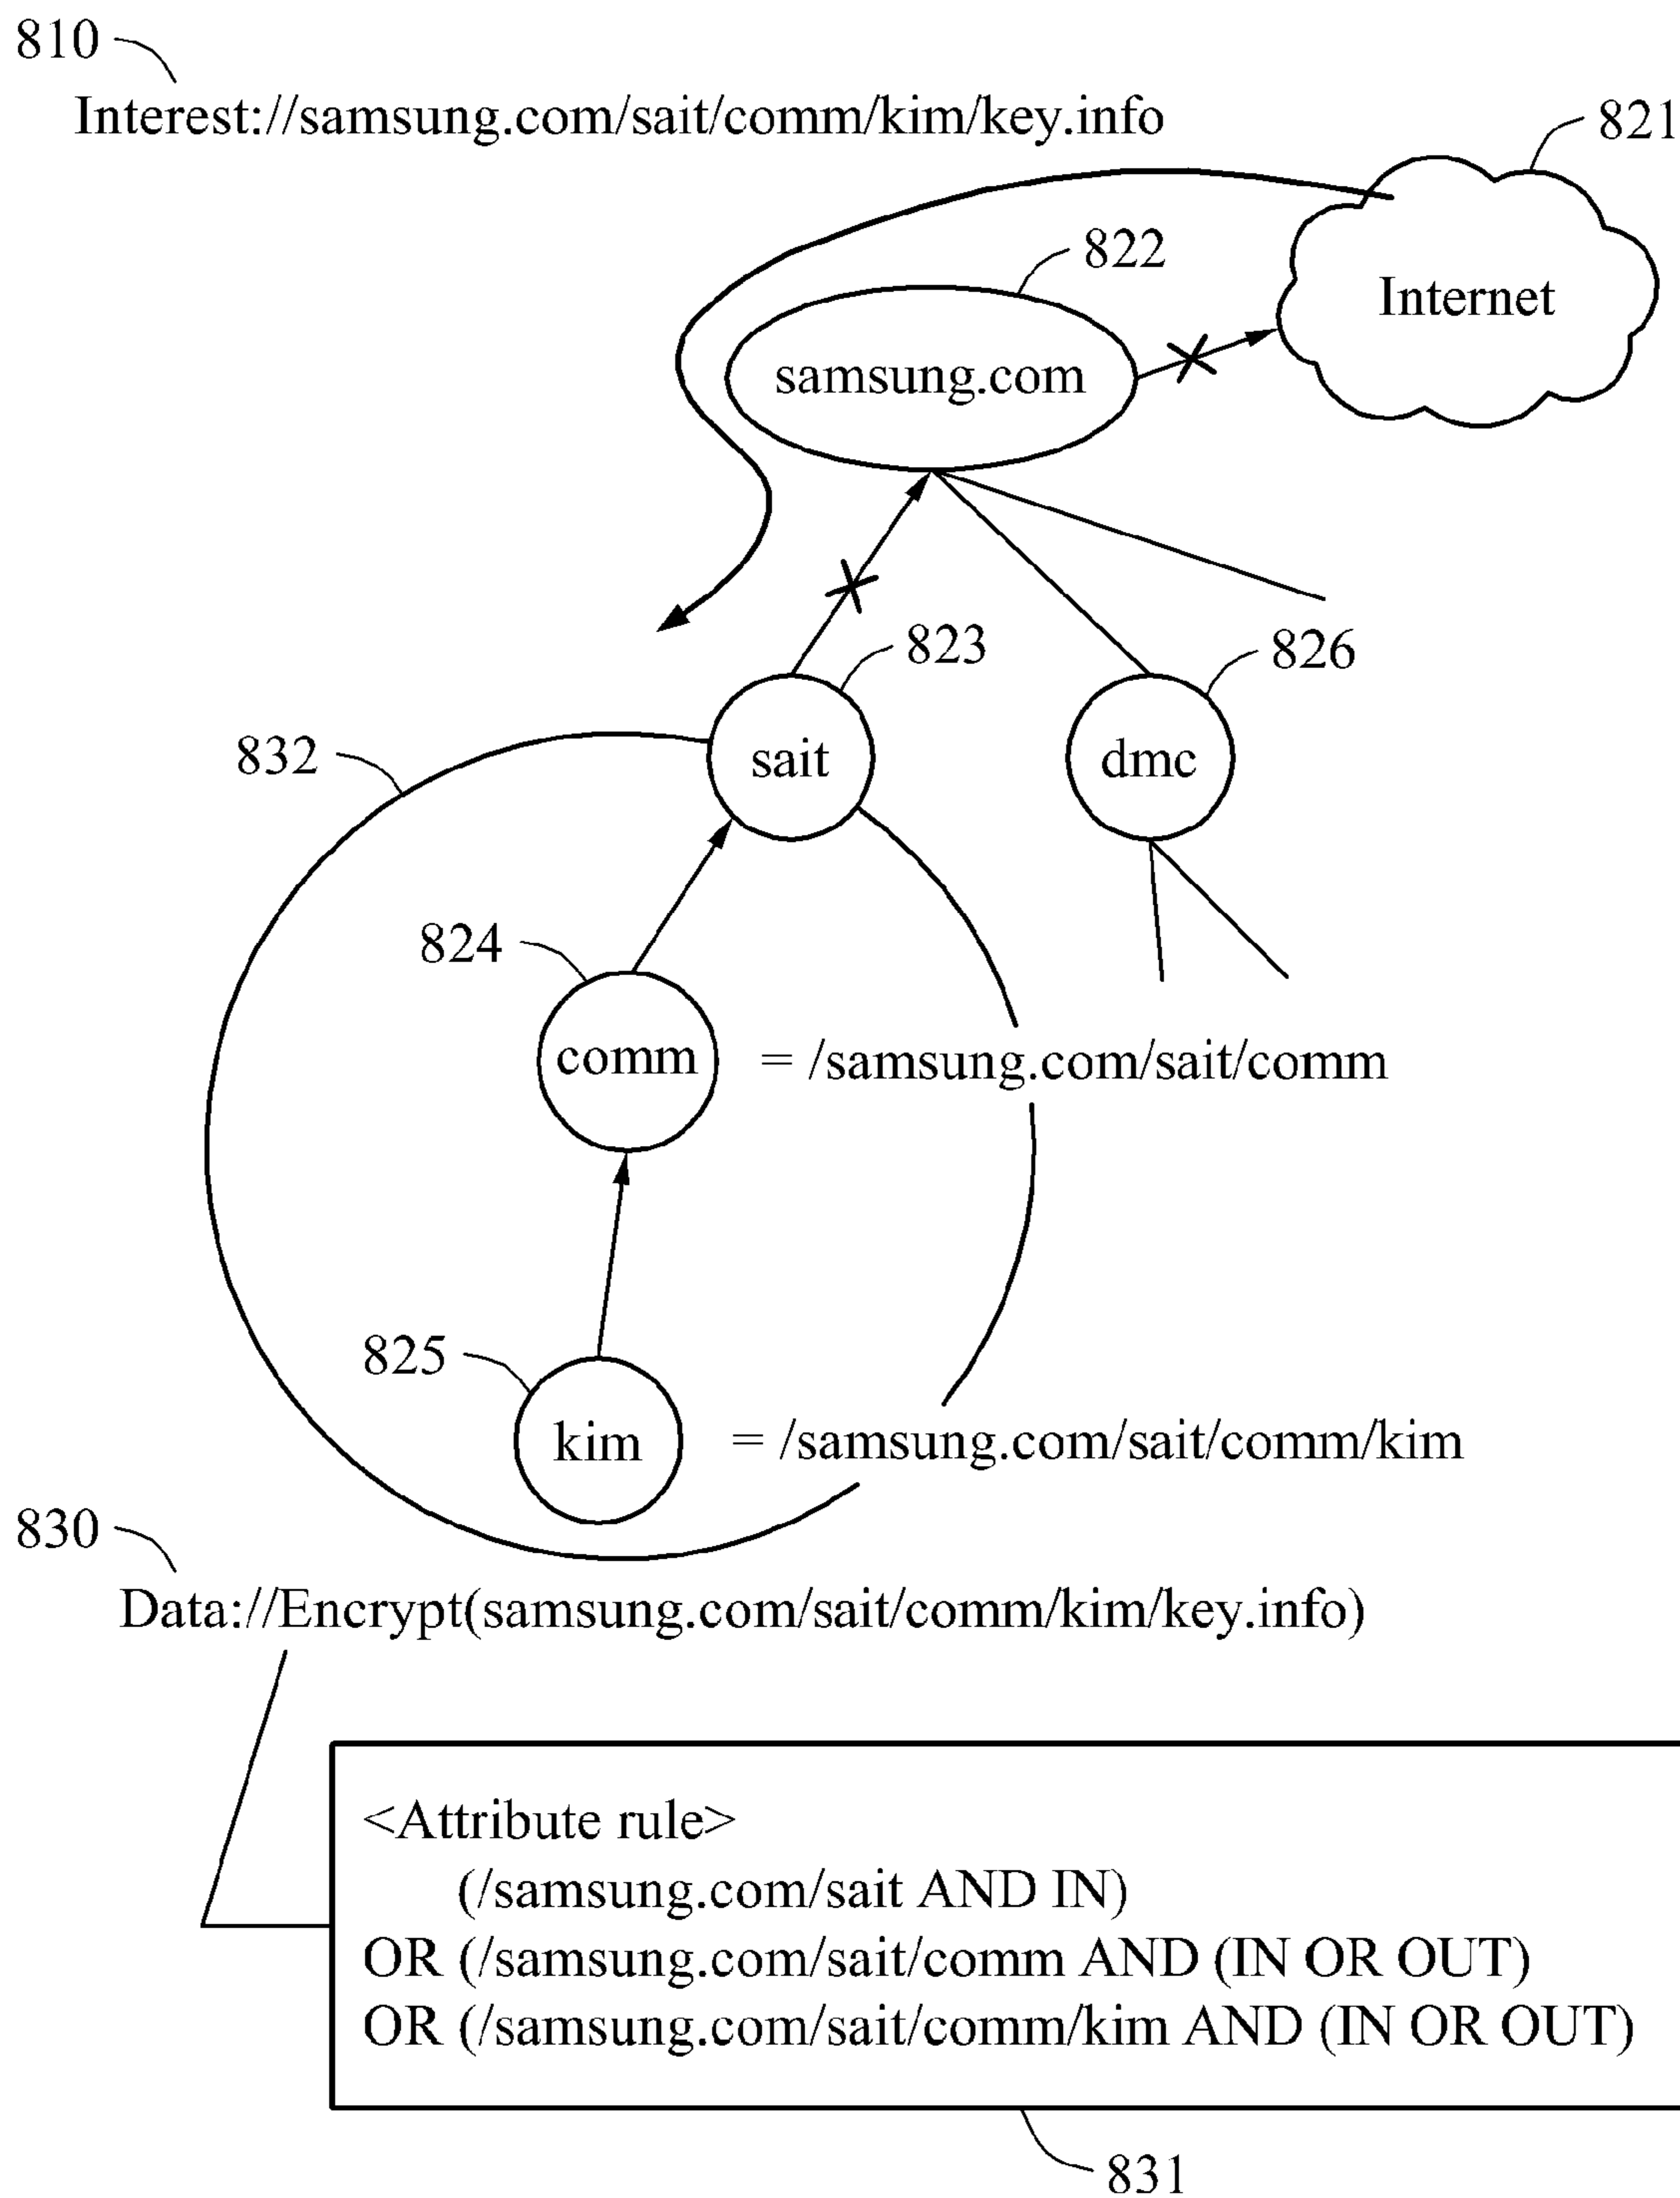 810
Interest://samsung.com/sait/comm/kim/key.info
821
822
Internet
samsung.com
823
826
832
sait
dmc
824
comm = /samsung.com/sait/comm
825
kim = /samsung.com/sait/comm/kim
830
Data://Encrypt(samsung.com/sait/comm/kim/key.info)
<Attribute rule>
(/samsung.com/sait AND IN)
OR (/samsung.com/sait/comm AND (IN OR OUT)
OR (/samsung.com/sait/comm/kim AND (IN OR OUT)
831